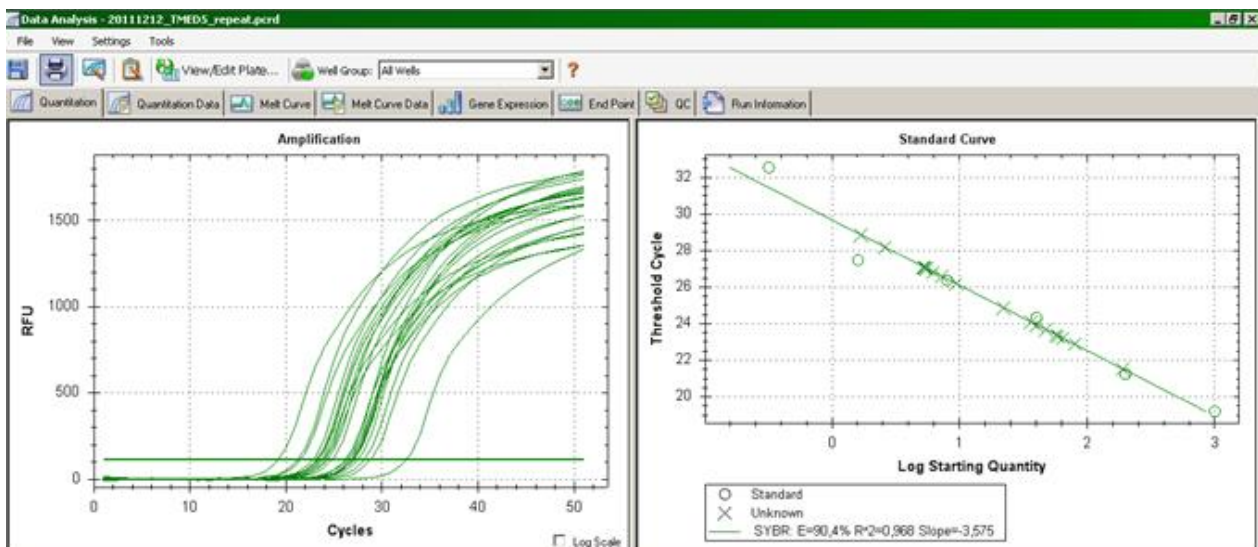 Data Analysis - 20111212_TMED5_repeat.pcrd
File View Settings Tools
View/Edit Plate... Well Group: All Wells ?
Quantitation Quantitation Data Melt Curve Melt Curve Data Gene Expression End Point QC Run Information
Amplification
1500
1000
500
0
RFU
0 10 20 30 40 50
Cycles
Log Scale
Standard Curve
32
30
28
26
24
22
20
Threshold Cycle
0 1 2 3
Log Starting Quantity
Standard
Unknown
SYBR: E=90,4% R^2=0,968 Slope=-3,575